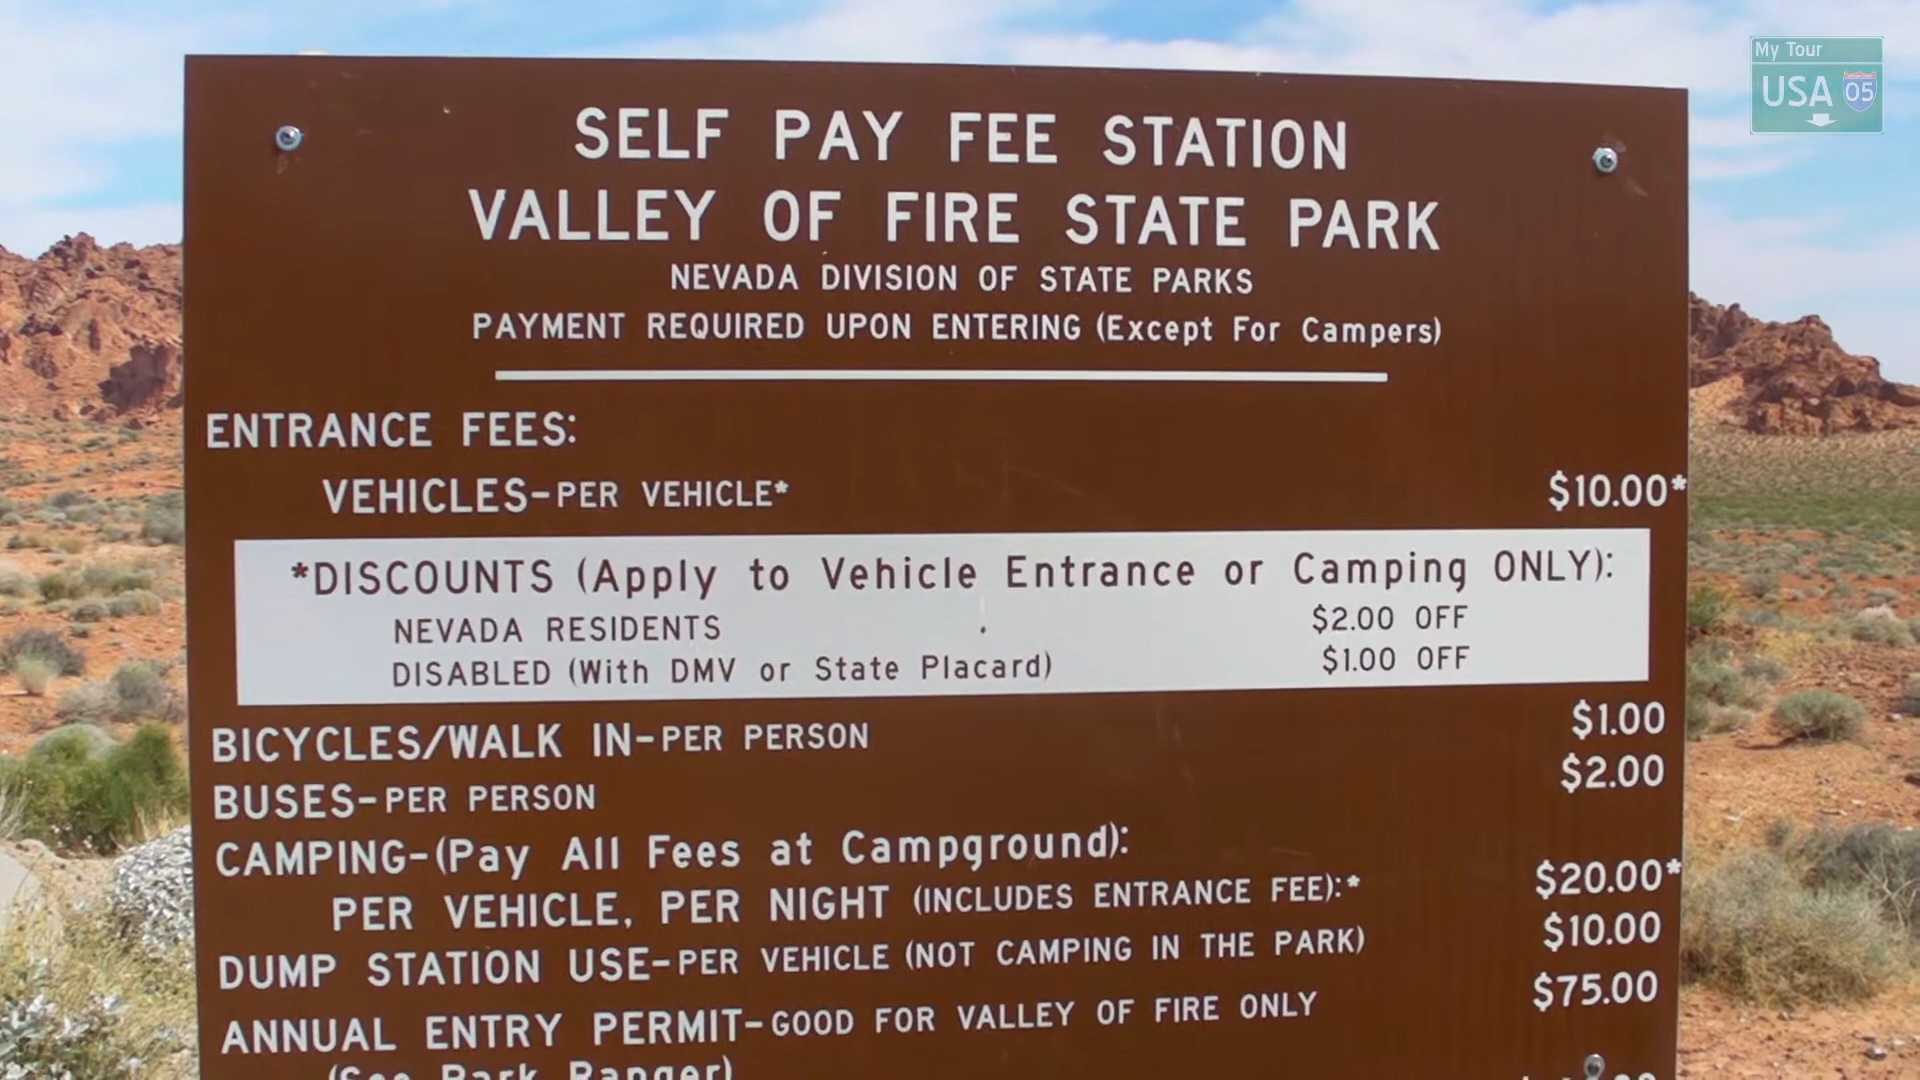 My Tour
USA 05
SELF PAY FEE STATION
VALLEY OF FIRE STATE PARK
NEVADA DIVISION OF STATE PARKS
PAYMENT REQUIRED UPON ENTERING (Except For Campers)
ENTRANCE FEES:
VEHICLES-PER VEHICLE* $10.00*
*DISCOUNTS (Apply to Vehicle Entrance or Camping ONLY):
NEVADA RESIDENTS $2.00 OFF
DISABLED (With DMV or State Placard) $1.00 OFF
BICYCLES/WALK IN-PER PERSON $1.00
BUSES-PER PERSON $2.00
CAMPING-(Pay All Fees at Campground):
PER VEHICLE, PER NIGHT (INCLUDES ENTRANCE FEE):* $20.00*
DUMP STATION USE-PER VEHICLE (NOT CAMPING IN THE PARK) $10.00
ANNUAL ENTRY PERMIT-GOOD FOR VALLEY OF FIRE ONLY $75.00
(See Park Ranger)